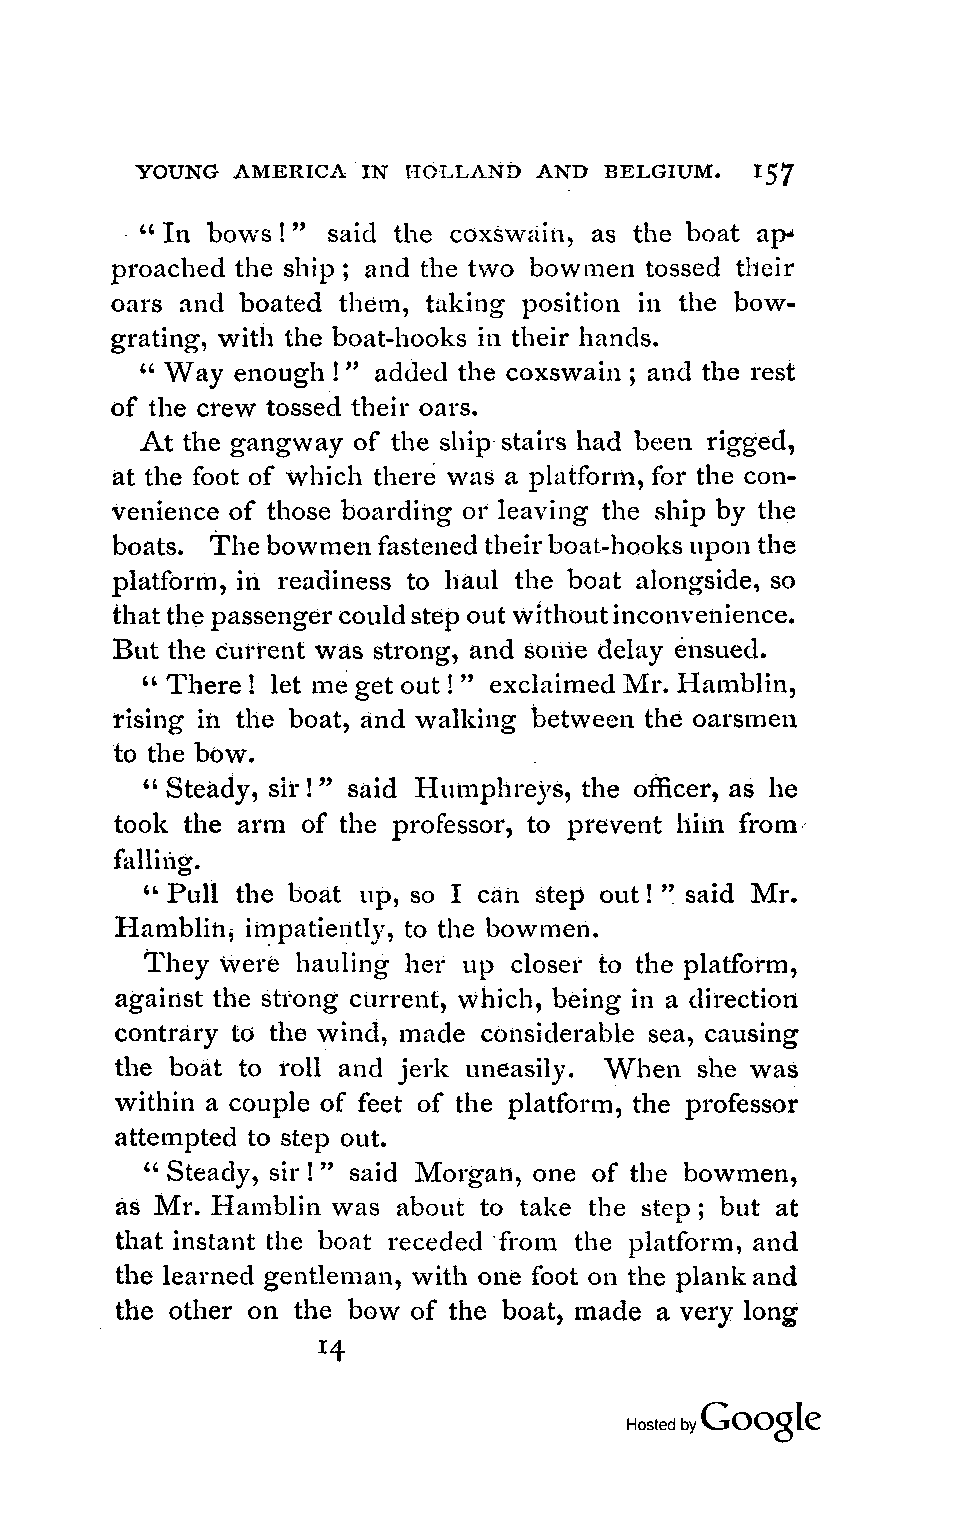 YOUNG AMERICA IN HOLLAND AND BELGIUM. 157
“In bows!” said the coxswain, as the boat ap-
proached the ship; and the two bowmen tossed their
oars and boated them, taking position in the bow-
grating, with the boat-hooks in their hands.
“Way enough!” added the coxswain; and the rest
of the crew tossed their oars.
At the gangway of the ship stairs had been rigged,
at the foot of which there was a platform, for the con-
venience of those boarding or leaving the ship by the
boats. The bowmen fastened their boat-hooks upon the
platform, in readiness to haul the boat alongside, so
that the passenger could step out without inconvenience.
But the current was strong, and some delay ensued.
“There! let me get out!” exclaimed Mr. Hamblin,
rising in the boat, and walking between the oarsmen
to the bow.
“Steady, sir!” said Humphreys, the officer, as he
took the arm of the professor, to prevent him from
falling.
“Pull the boat up, so I can step out!” said Mr.
Hamblin, impatiently, to the bowmen.
They were hauling her up closer to the platform,
against the strong current, which, being in a direction
contrary to the wind, made considerable sea, causing
the boat to roll and jerk uneasily. When she was
within a couple of feet of the platform, the professor
attempted to step out.
“Steady, sir!” said Morgan, one of the bowmen,
as Mr. Hamblin was about to take the step; but at
that instant the boat receded from the platform, and
the learned gentleman, with one foot on the plank and
the other on the bow of the boat, made a very long
14
Hosted by Google